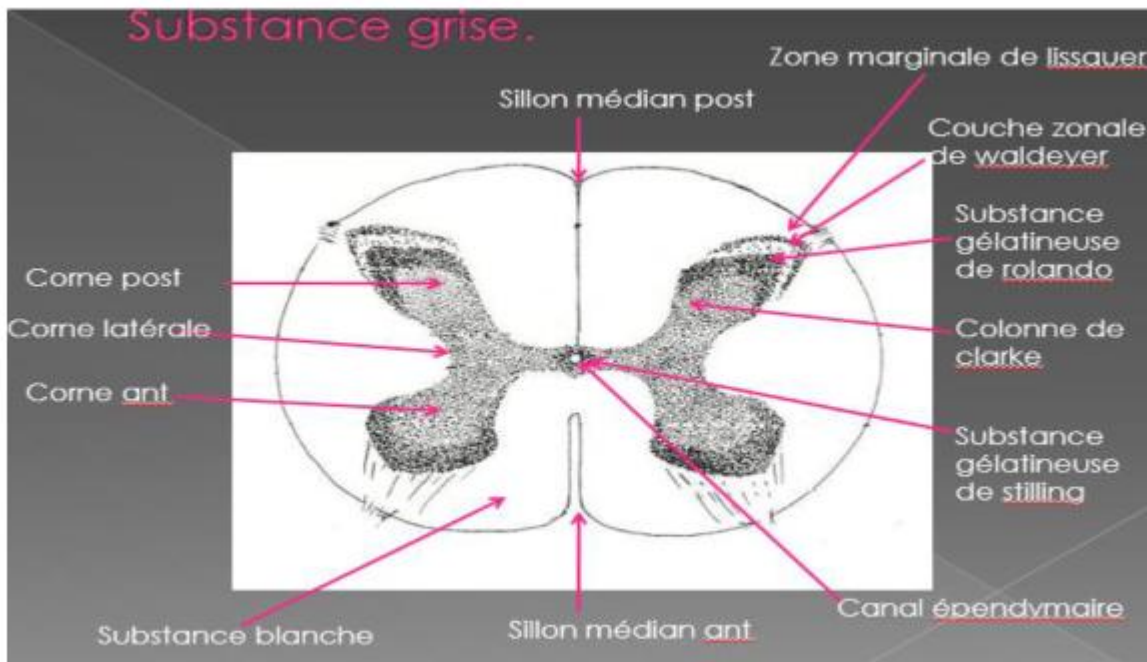 Substance grise.
Zone marginale de lissauer
Sillon médian post
Couche zonale
de waldeyer
Substance
gélatineuse
de rolando
Corne post
Corne latérale
Colonne de
clarke
Corne ant
Substance
gélatineuse
de stilling
Canal épendymaire
Substance blanche
Sillon médian ant